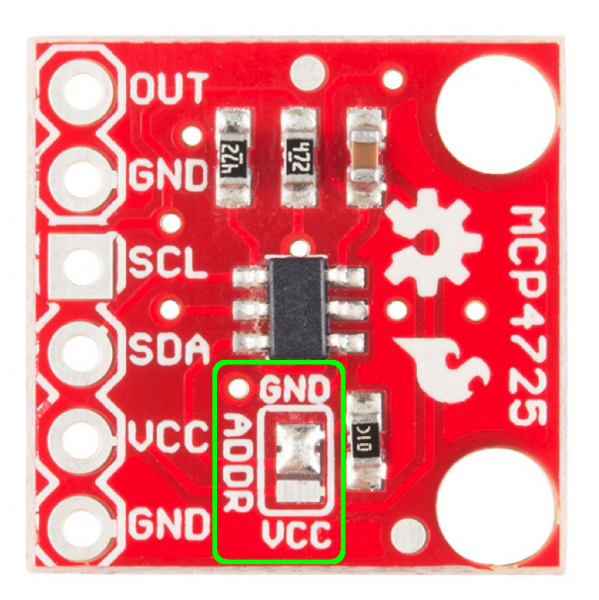 OUT
GND
472
472
SCL
MCP4725
SDA
GND
ADDR
VCC
01C
VCC
GND